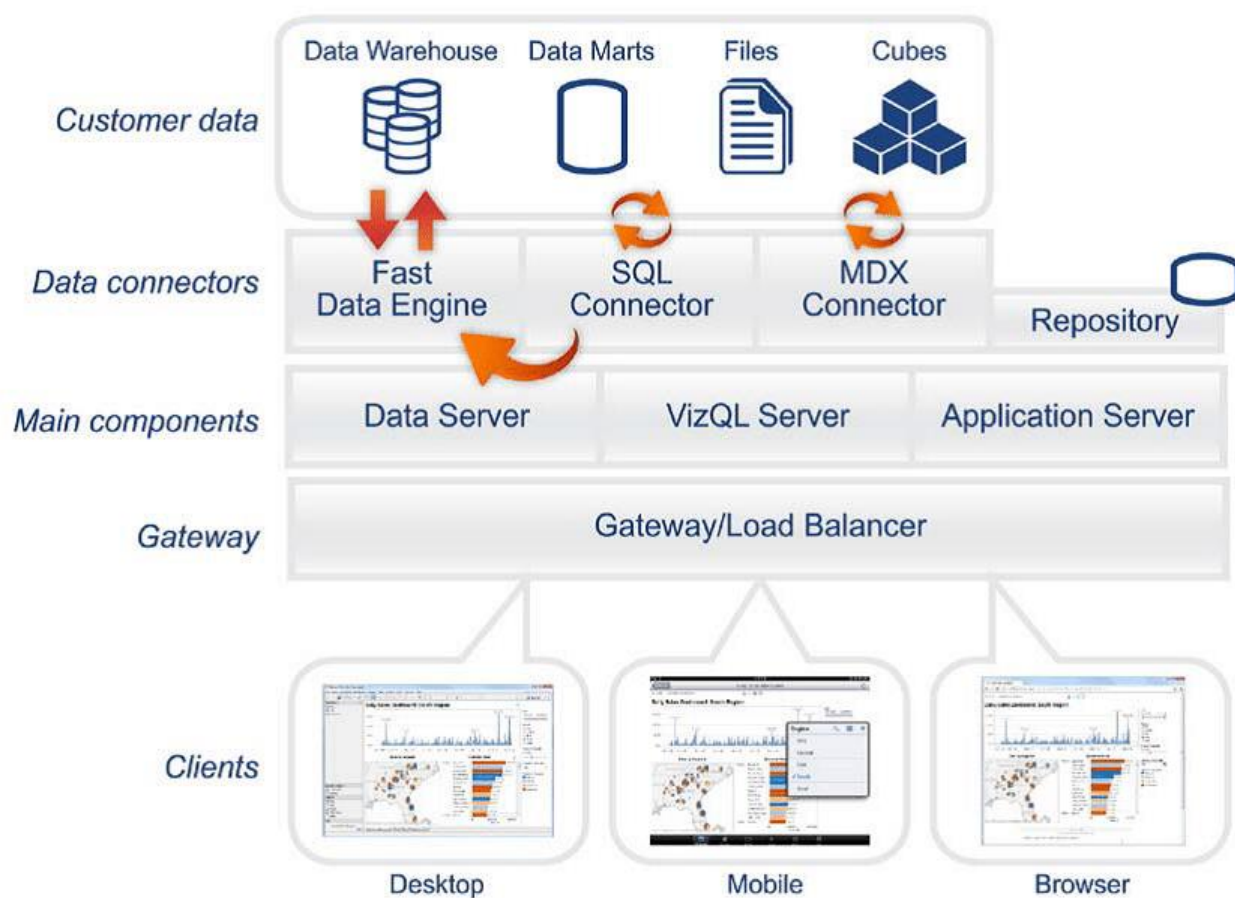 Data Warehouse
Data Marts
Files
Cubes
Customer data
Data connectors
Fast
Data Engine
SQL
Connector
MDX
Connector
Repository
Main components
Data Server
VizQL Server
Application Server
Gateway
Gateway/Load Balancer
Clients
Desktop
Mobile
Browser